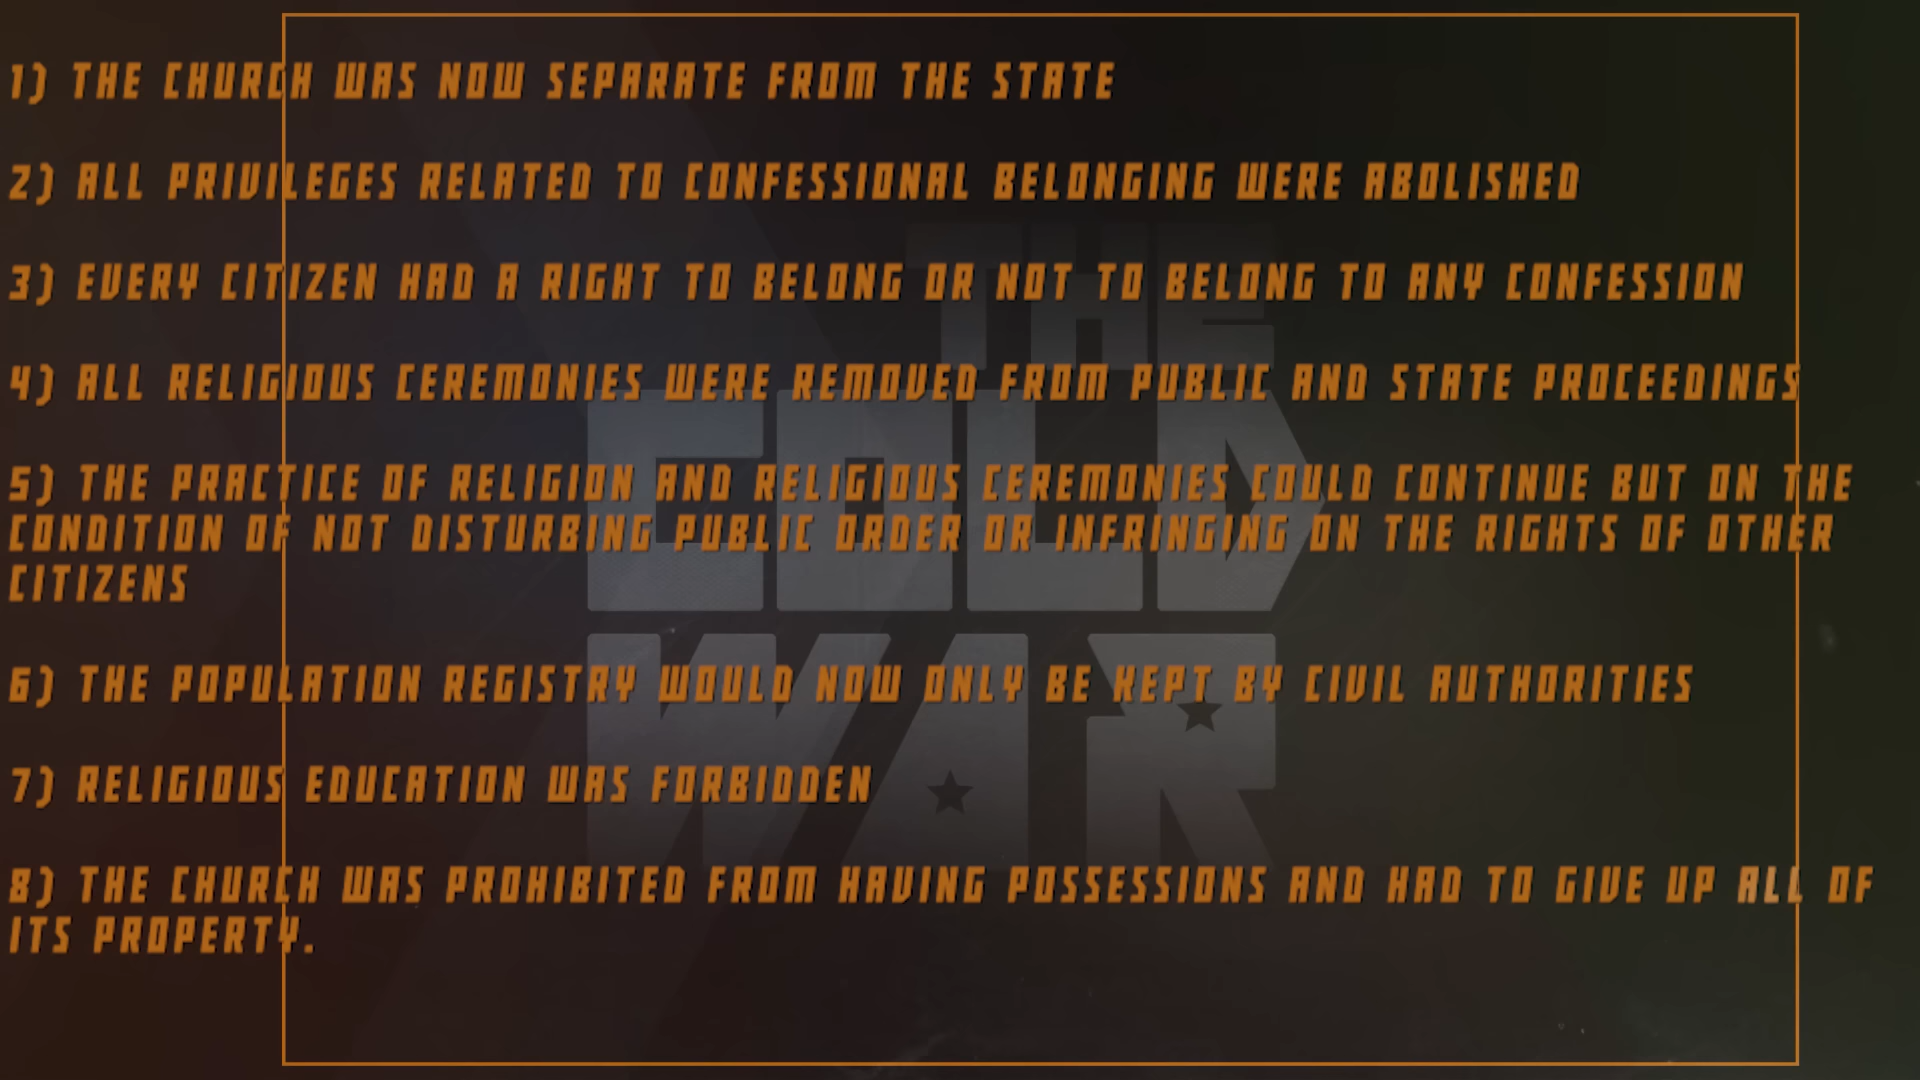 1) THE CHURCH WAS NOW SEPARATE FROM THE STATE
2) ALL PRIVILEGES RELATED TO CONFESSIONAL BELONGING WERE ABOLISHED
3) EVERY CITIZEN HAD A RIGHT TO BELONG OR NOT TO BELONG TO ANY CONFESSION
4) ALL RELIGIOUS CEREMONIES WERE REMOVED FROM PUBLIC AND STATE PROCEEDINGS
5) THE PRACTICE OF RELIGION AND RELIGIOUS CEREMONIES COULD CONTINUE BUT ON THE
CONDITION OF NOT DISTURBING PUBLIC ORDER OR INFRINGING ON THE RIGHTS OF OTHER
CITIZENS
6) THE POPULATION REGISTRY WOULD NOW ONLY BE KEPT BY CIVIL AUTHORITIES
7) RELIGIOUS EDUCATION WAS FORBIDDEN
8) THE CHURCH WAS PROHIBITED FROM HAVING POSSESSIONS AND HAD TO GIVE UP ALL OF
ITS PROPERTY.
THE
COLD
WAR